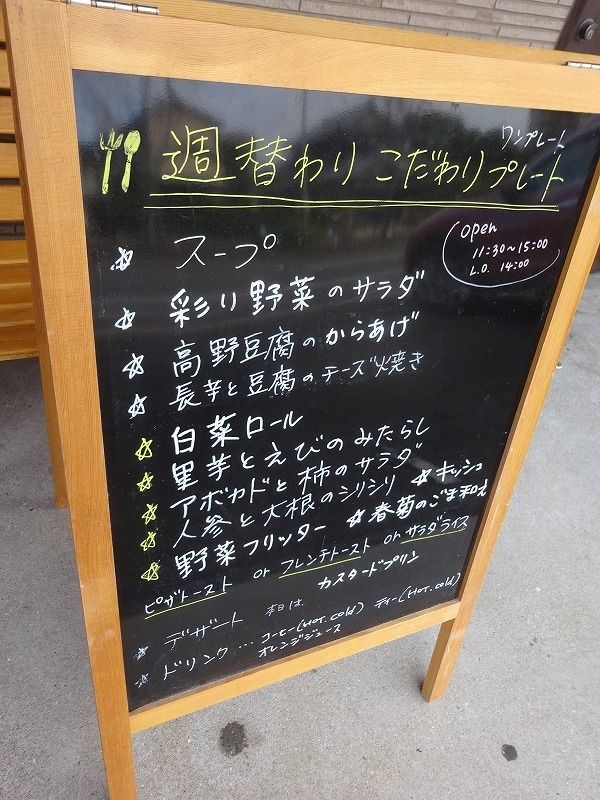 ワンプレート
週替わり こだわりプレート
open
11:30～15:00
L.O. 14:00
☆ スープ
☆ 彩り野菜のサラダ
☆ 高野豆腐のからあげ
☆ 長芋と豆腐のチーズ焼き
☆ 白菜ロール
☆ 里芋とえびのみたらし
☆ アボカドと柿のサラダ
☆ 人参と大根のシリシリ ☆キッシュ
☆ 野菜フリッター ☆春菊のごま和え
ピザトースト or フレンチトースト or サラダライス
☆ デザート 本日は カスタードプリン
☆ ドリンク … コーヒー(HOT.cold) ティー(HOT.cold)
オレンジジュース